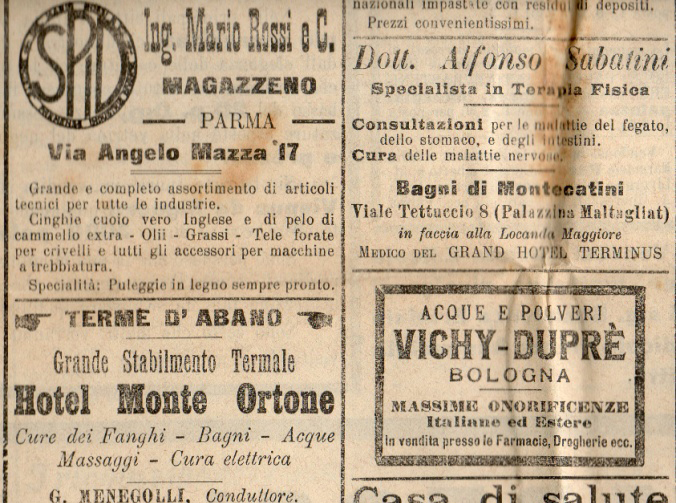 SPD
Ing. Mario Rossi e C.
MAGAZZENO
PARMA
Via Angelo Mazza 17
Grande e completo assortimento di articoli
tecnici per tutte le industrie.
Cinghie cuoio vero Inglese e di pelo di
cammello extra - Olii - Grassi - Tele forate
per crivelli e tutti gli accessori per macchine
a trebbiatura.
Specialità: Puleggie in legno sempre pronto.
TERME D' ABANO
Grande Stabilmento Termale
Hotel Monte Ortone
Cure dei Fanghi - Bagni - Acque
Massaggi - Cura elettrica
G. MENEGOLLI, Conduttore.
nazionali impastate con residui di depositi.
Prezzi convenientissimi.
Dott. Alfonso Sabatini
Specialista in Terapia Fisica
Consultazioni per le malattie del fegato,
dello stomaco, e degli intestini.
Cura delle malattie nervose.
Bagni di Montecatini
Viale Tettuccio 8 (Palazzina Maltagliat)
in faccia alla Locanda Maggiore
MEDICO DEL GRAND HOTEL TERMINUS
ACQUE E POLVERI
VICHY-DUPRÈ
BOLOGNA
MASSIME ONORIFICENZE
Italiane ed Estere
In vendita presso le Farmacie, Drogherie ecc.
Casa di salute